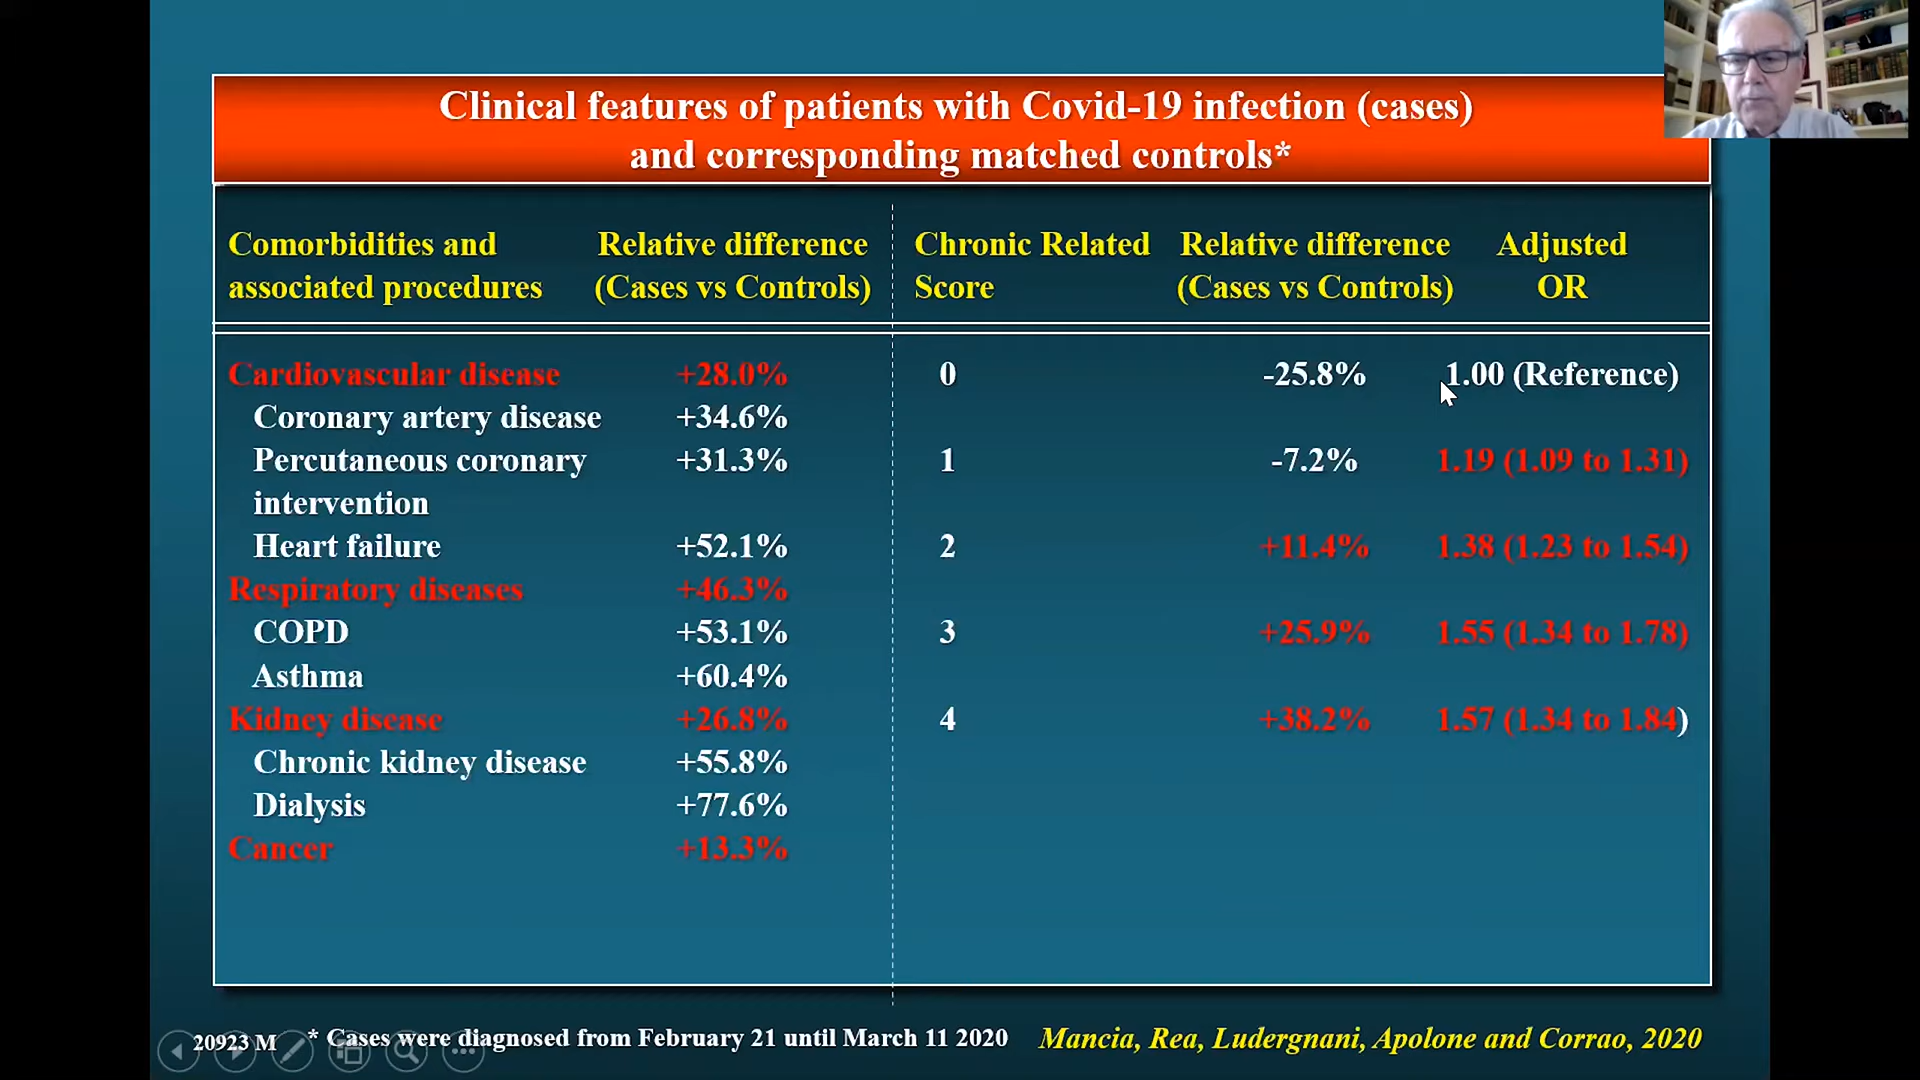 Clinical features of patients with Covid-19 infection (cases)
and corresponding matched controls*
Comorbidities and associated procedures
Relative difference (Cases vs Controls)
Cardiovascular disease +28.0%
Coronary artery disease +34.6%
Percutaneous coronary +31.3%
intervention
Heart failure +52.1%
Respiratory diseases +46.3%
COPD +53.1%
Asthma +60.4%
Kidney disease +26.8%
Chronic kidney disease +55.8%
Dialysis +77.6%
Cancer +13.3%
Chronic Related Score
Relative difference (Cases vs Controls)
Adjusted OR
0 -25.8% 1.00 (Reference)
1 -7.2% 1.19 (1.09 to 1.31)
2 +11.4% 1.38 (1.23 to 1.54)
3 +25.9% 1.55 (1.34 to 1.78)
4 +38.2% 1.57 (1.34 to 1.84)
20923 M
* Cases were diagnosed from February 21 until March 11 2020
Mancia, Rea, Ludergnani, Apolone and Corrao, 2020